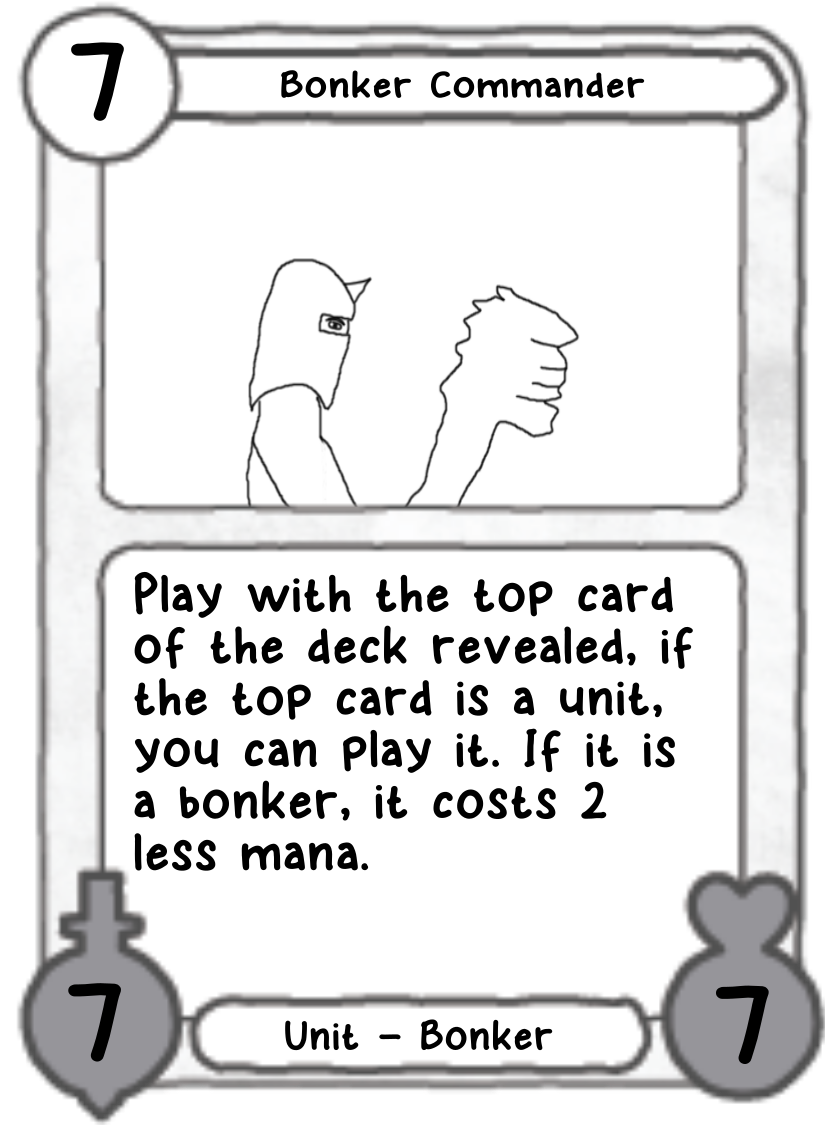 7
Bonker Commander
Play with the top card
of the deck revealed, if
the top card is a unit,
you can play it. If it is
a bonker, it costs 2
less mana.
7
Unit - Bonker
7